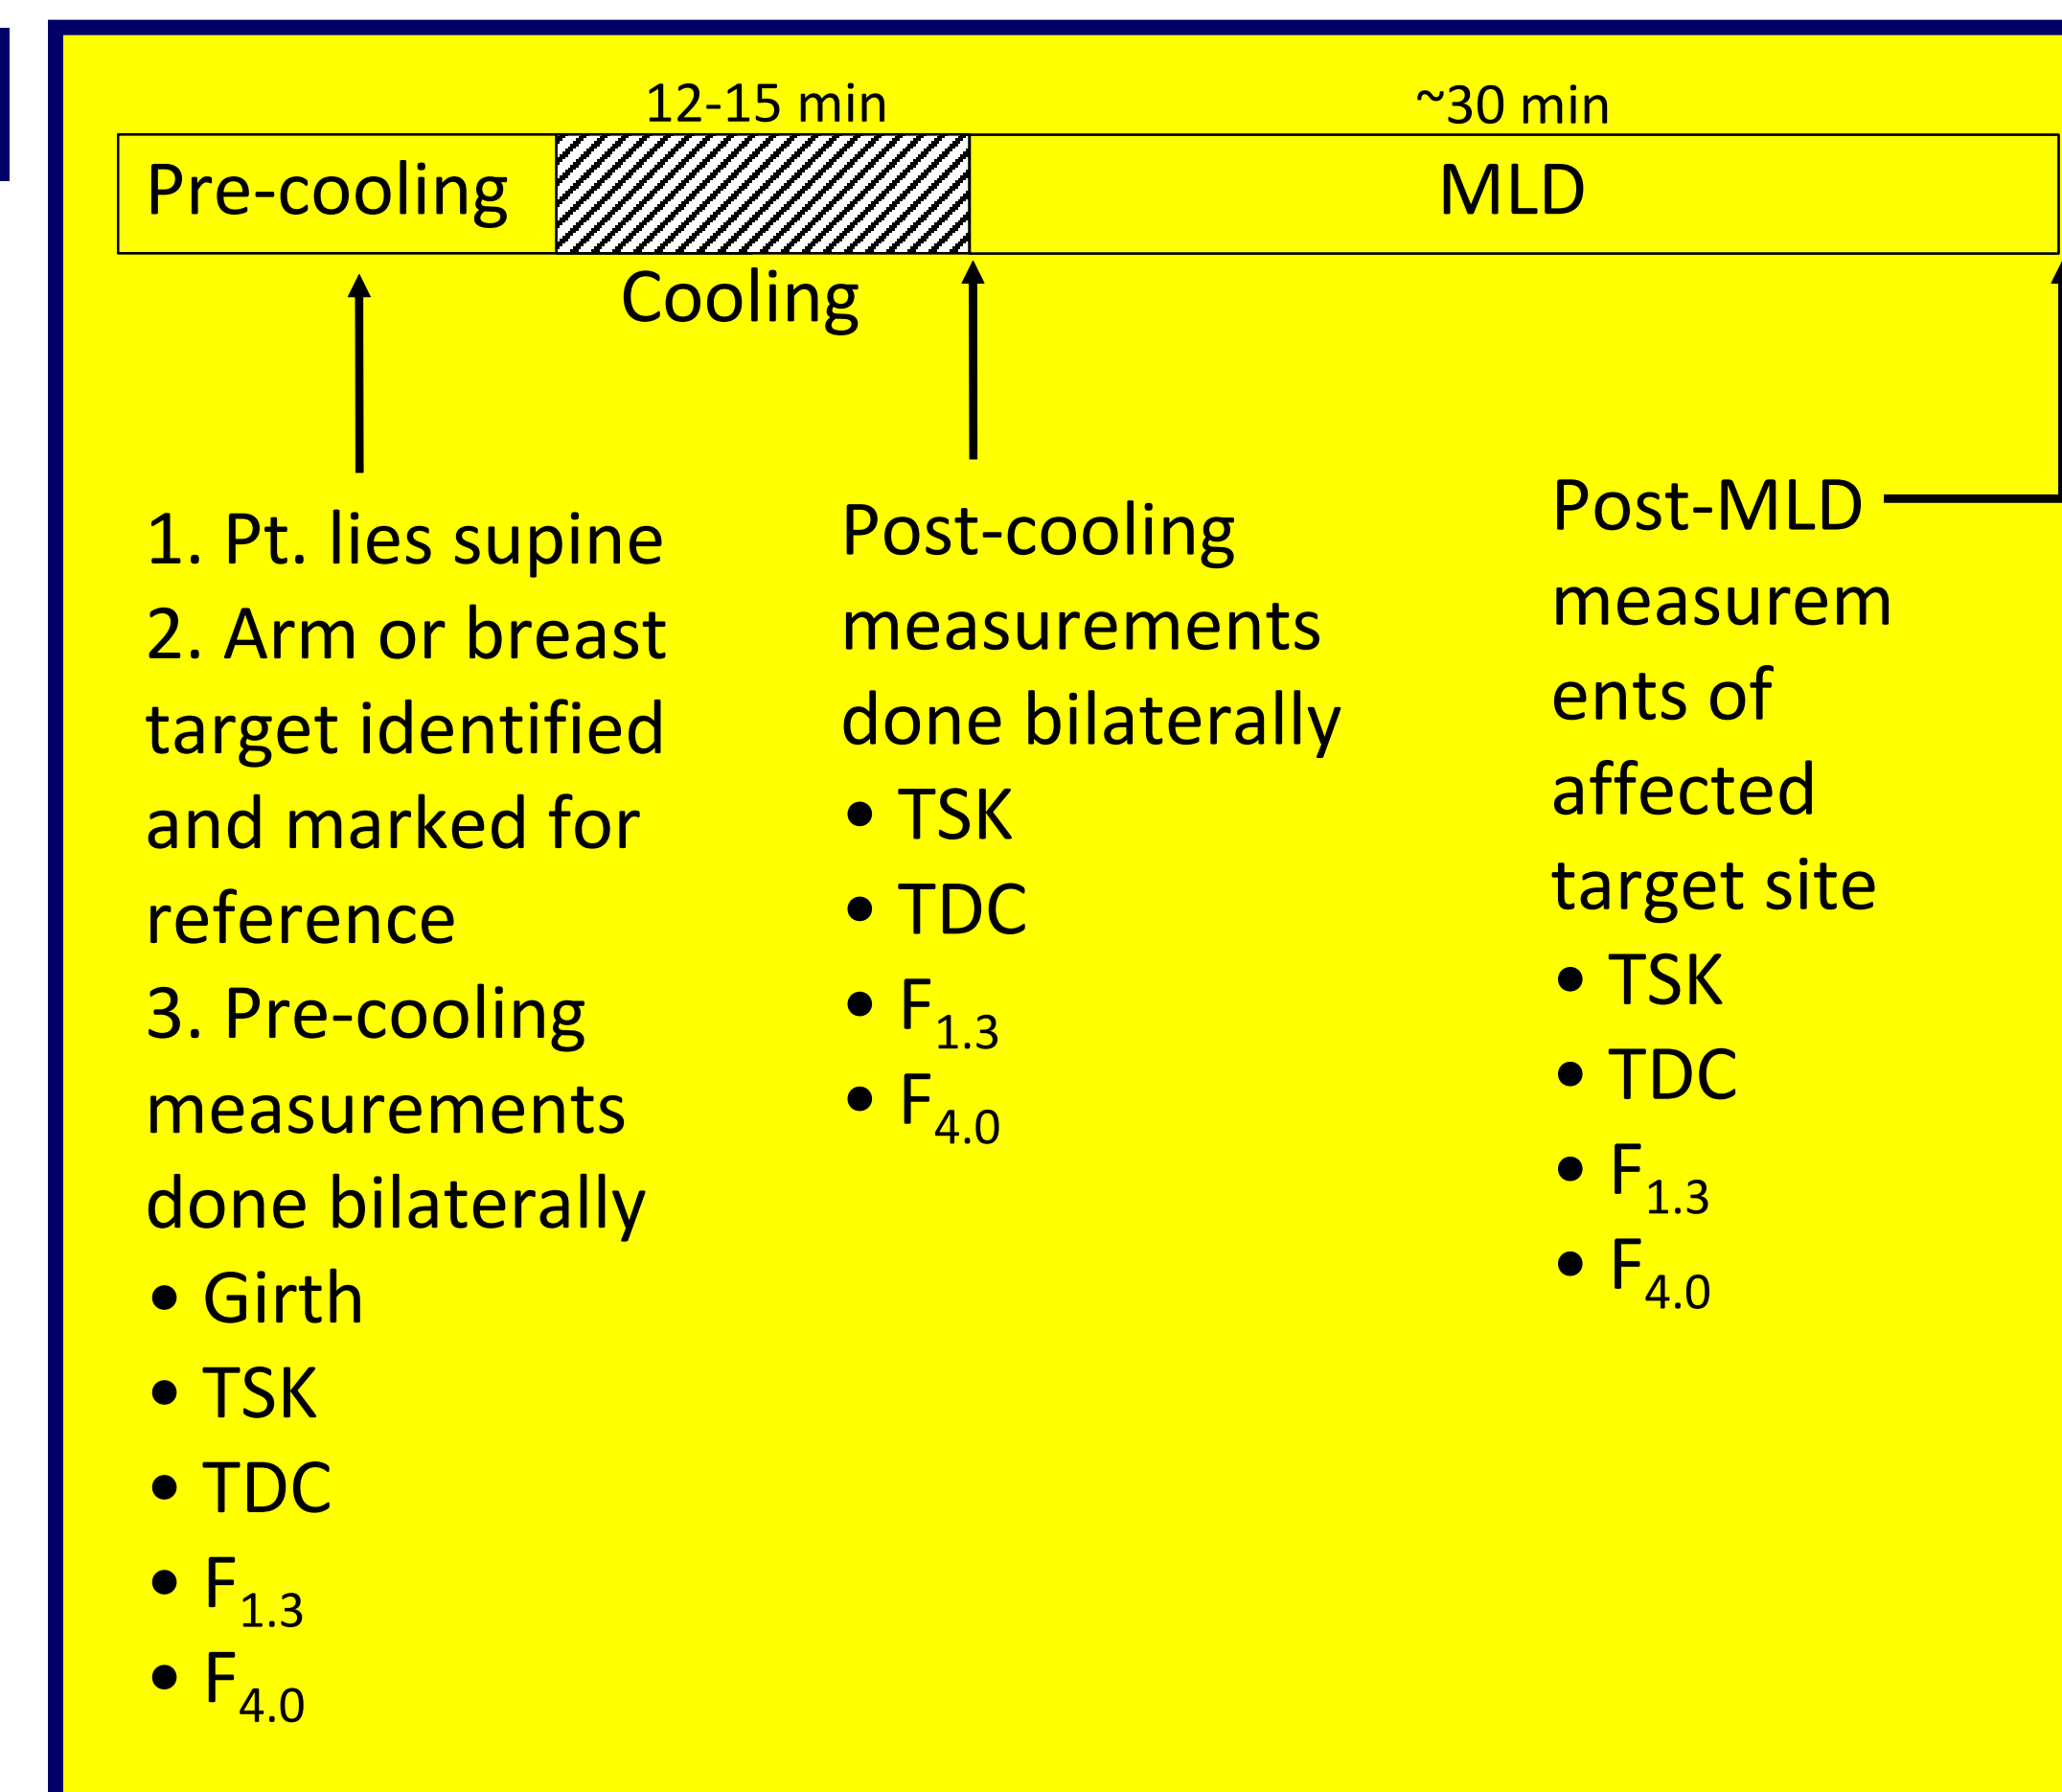 12-15 min
~30 min
Pre-cooling
MLD
Cooling
1. Pt. lies supine
2. Arm or breast
target identified
and marked for
reference
3. Pre-cooling
measurements
done bilaterally
• Girth
• TSK
• TDC
• F1.3
• F4.0
Post-cooling
measurements
done bilaterally
• TSK
• TDC
• F1.3
• F4.0
Post-MLD
measurem
ents of
affected
target site
• TSK
• TDC
• F1.3
• F4.0